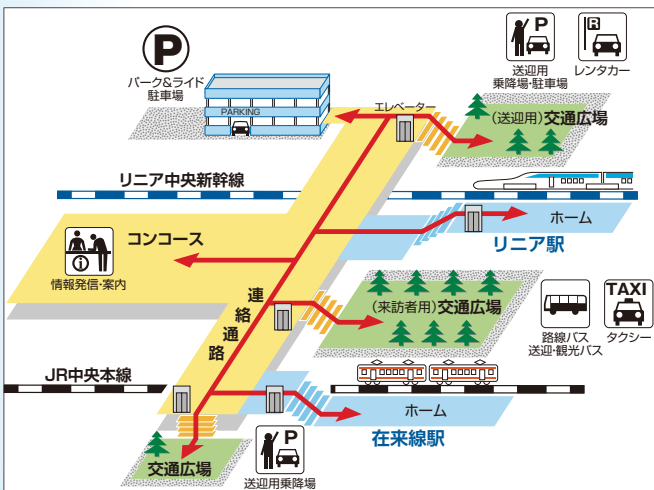 P
パーク&ライド
駐車場
PARKING
エレベーター
P
送迎用
乗降場・駐車場
R
レンタカー
(送迎用)交通広場
リニア中央新幹線
ホーム
リニア駅
コンコース
i
情報発信・案内
連絡通路
(来訪者用)交通広場
路線バス
送迎・観光バス
TAXI
タクシー
JR中央本線
ホーム
在来線駅
交通広場
P
送迎用乗降場